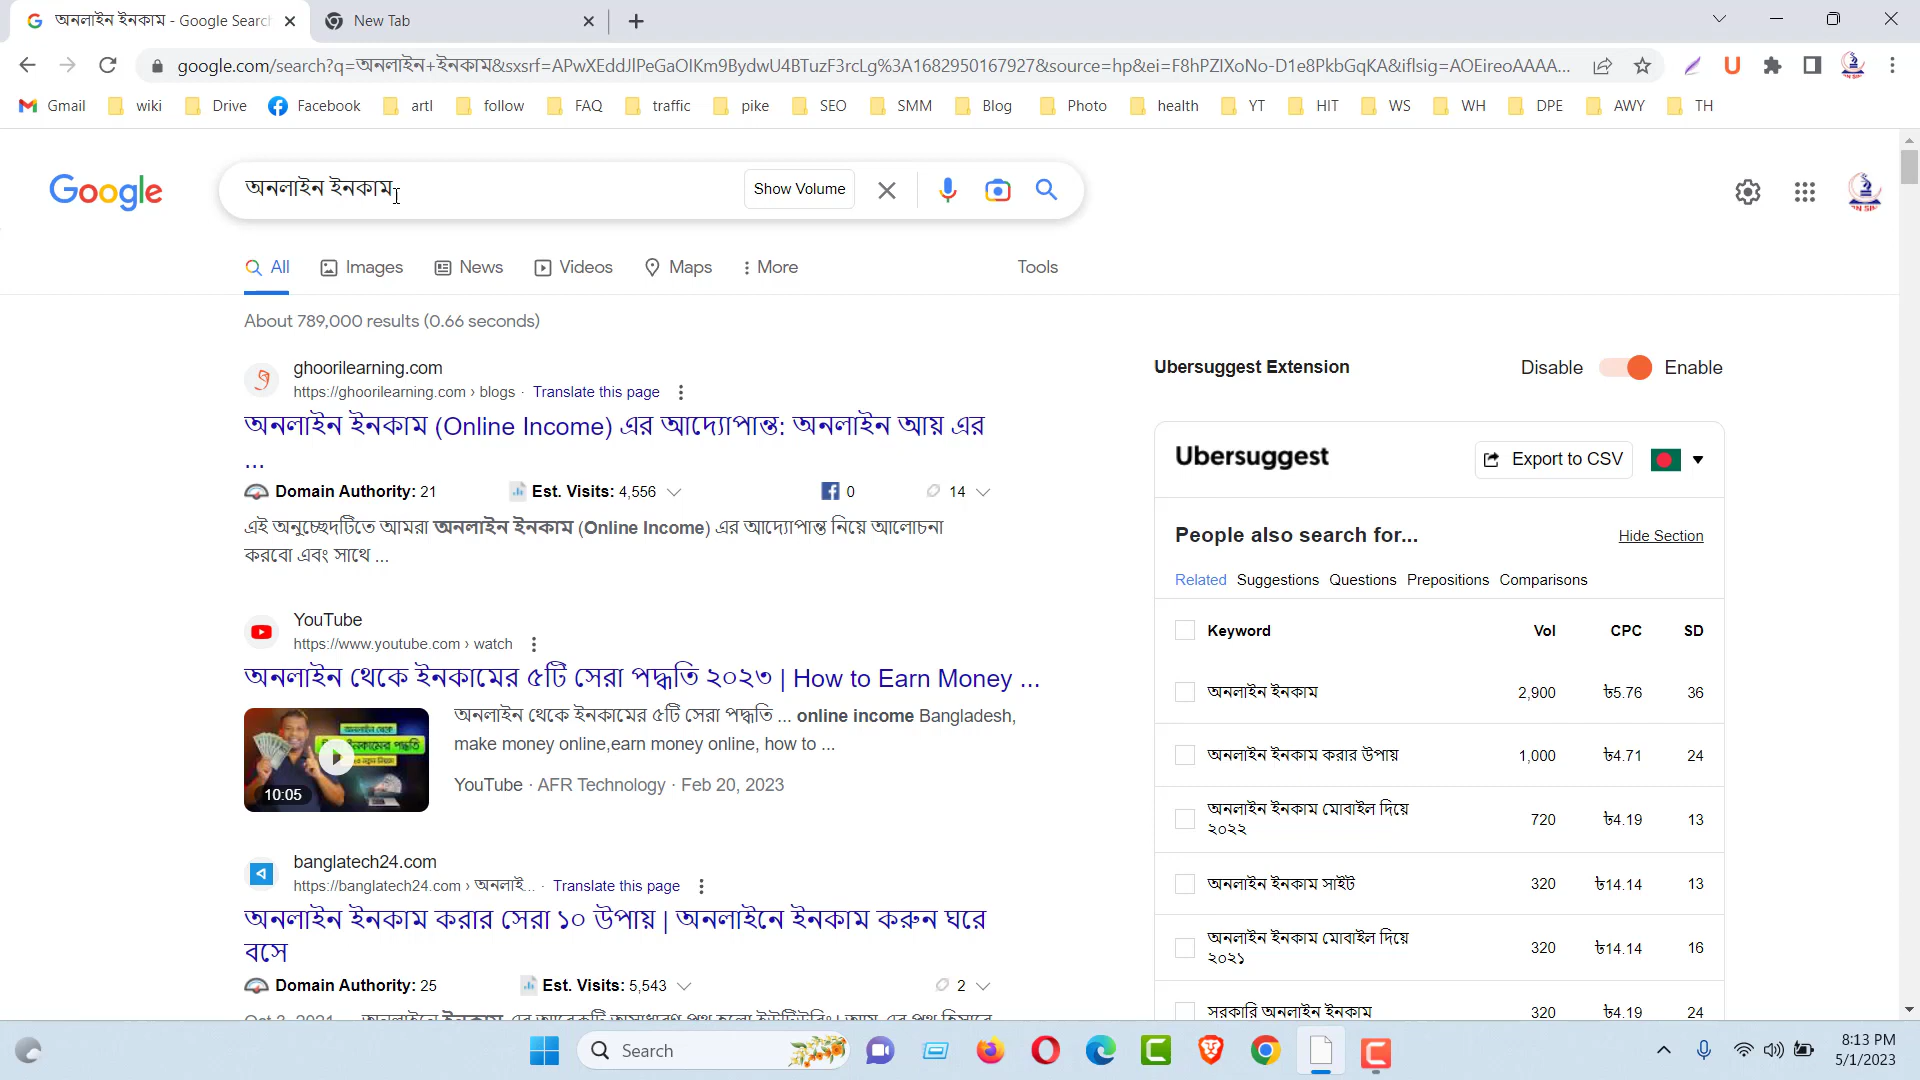 অনলাইন ইনকাম - Google Search
New Tab
google.com/search?q=অনলাইন+ইনকাম&sxsrf=APwXEddJlPeGaOlKm9BydwU4BTuzF3rcLg%3A1682950167927&source=hp&ei=F8hPZIXoNo-D1e8PkbGqKA&iflsig=AOEireoAAAA...
Gmail wiki Drive Facebook artl follow FAQ traffic pike SEO SMM Blog Photo health YT HIT WS WH DPE AWY TH
Google
অনলাইন ইনকাম
Show Volume
All Images News Videos Maps More Tools
About 789,000 results (0.66 seconds)
ghoorilearning.com
https://ghoorilearning.com › blogs · Translate this page
অনলাইন ইনকাম (Online Income) এর আদ্যোপান্ত: অনলাইন আয় এর
...
Domain Authority: 21 Est. Visits: 4,556 0 14
এই অনুচ্ছেদটিতে আমরা অনলাইন ইনকাম (Online Income) এর আদ্যোপান্ত নিয়ে আলোচনা
করবো এবং সাথে ...
YouTube
https://www.youtube.com › watch
অনলাইন থেকে ইনকামের ৫টি সেরা পদ্ধতি ২০২৩ | How to Earn Money ...
অনলাইন থেকে ইনকামের ৫টি সেরা পদ্ধতি ... online income Bangladesh,
make money online,earn money online, how to ...
10:05
YouTube · AFR Technology · Feb 20, 2023
banglatech24.com
https://banglatech24.com › অনলাই... · Translate this page
অনলাইন ইনকাম করার সেরা ১০ উপায় | অনলাইনে ইনকাম করুন ঘরে
বসে
Domain Authority: 25 Est. Visits: 5,543 2
Ubersuggest Extension Disable Enable
Ubersuggest Export to CSV
People also search for... Hide Section
Related Suggestions Questions Prepositions Comparisons
Keyword Vol CPC SD
অনলাইন ইনকাম 2,900 ৳5.76 36
অনলাইন ইনকাম করার উপায় 1,000 ৳4.71 24
অনলাইন ইনকাম মোবাইল দিয়ে
২০২২ 720 ৳4.19 13
অনলাইন ইনকাম সাইট 320 ৳14.14 13
অনলাইন ইনকাম মোবাইল দিয়ে
২০২১ 320 ৳14.14 16
সরকারি অনলাইন ইনকাম 320 ৳4.19 24
Search
8:13 PM
5/1/2023